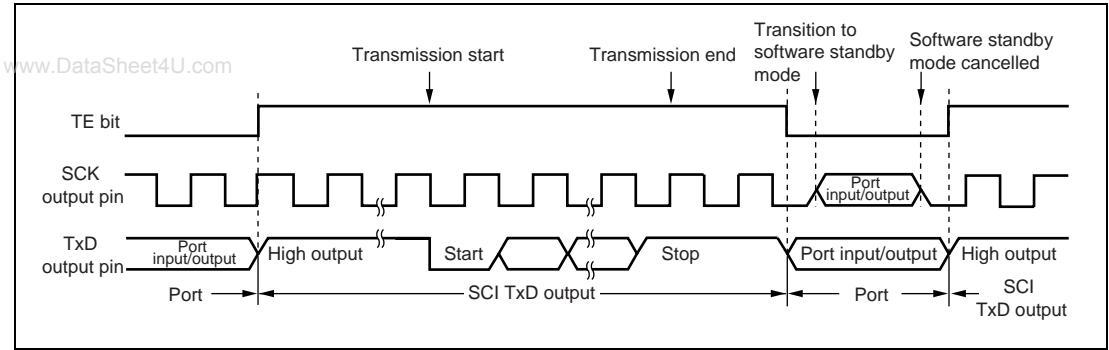 www.DataSheet4U.com
Transmission start
Transmission end
Transition to
software standby
mode
Software standby
mode cancelled
TE bit
SCK
output pin
Port
input/output
TxD
output pin
Port
input/output
High output
Start
Stop
Port input/output
High output
Port
SCI TxD output
Port
SCI
TxD output